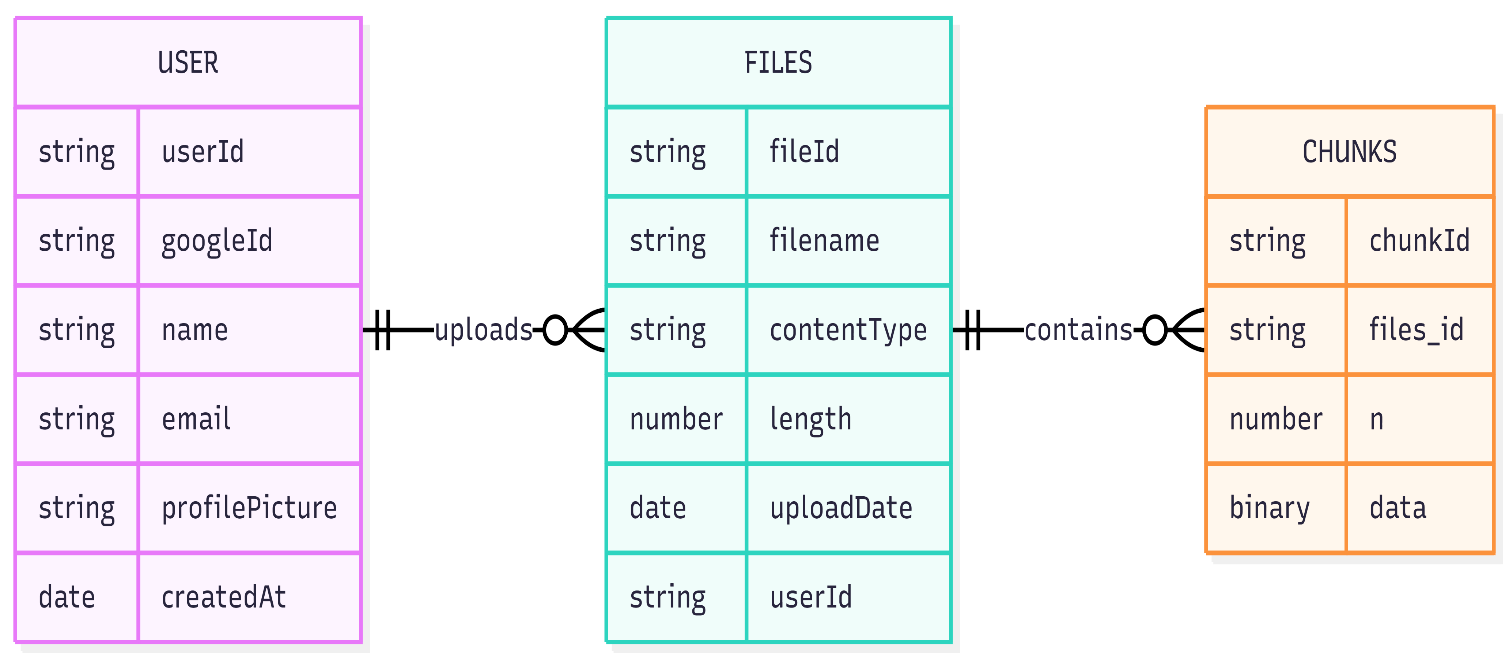 USER
string userId
string googleId
string name
string email
string profilePicture
date createdAt
uploads
FILES
string fileId
string filename
string contentType
number length
date uploadDate
string userId
contains
CHUNKS
string chunkId
string files_id
number n
binary data